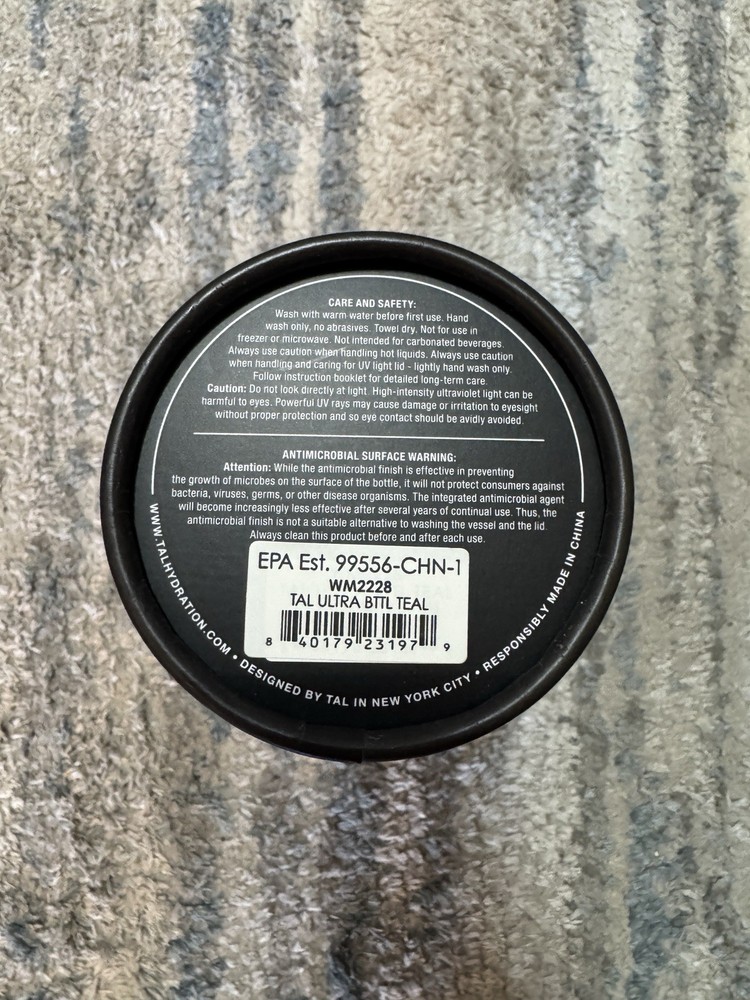 CARE AND SAFETY:
Wash with warm water before first use. Hand
wash only, no abrasives. Towel dry. Not for use in
freezer or microwave. Not intended for carbonated beverages.
Always use caution when handling hot liquids. Always use caution
when handling and caring for UV light lid - lightly hand wash only.
Follow instruction booklet for detailed long-term care.
Caution: Do not look directly at light. High-intensity ultraviolet light can be
harmful to eyes. Powerful UV rays may cause damage or irritation to eyesight
without proper protection and so eye contact should be avidly avoided.
ANTIMICROBIAL SURFACE WARNING:
Attention: While the antimicrobial finish is effective in preventing
the growth of microbes on the surface of the bottle, it will not protect consumers against
bacteria, viruses, germs, or other disease organisms. The integrated antimicrobial agent
will become increasingly less effective after several years of continual use. Thus, the
antimicrobial finish is not a suitable alternative to washing the vessel and the lid.
Always clean this product before and after each use.
EPA Est. 99556-CHN-1
WM2228
TAL ULTRA BTTL TEAL
8 40179 23197 9
WWW.TALHYDRATION.COM • DESIGNED BY TAL IN NEW YORK CITY • RESPONSIBLY MADE IN CHINA